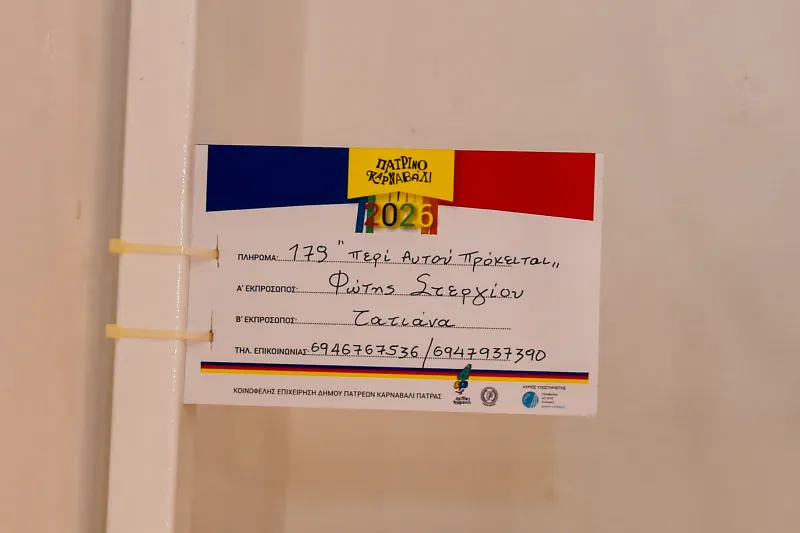 ΠΑΤΡΙΝΟ
ΚΑΡΝΑΒΑΛΙ
2026
ΠΛΗΡΩΜΑ: 179 "Περί Αυτού Πρόκειται„
Α' ΕΚΠΡΟΣΩΠΟΣ: Φώτης Στεργίου
Β' ΕΚΠΡΟΣΩΠΟΣ: Τατιάνα
ΤΗΛ. ΕΠΙΚΟΙΝΩΝΙΑΣ: 6946767536/6947937390
ΚΟΙΝΩΦΕΛΗΣ ΕΠΙΧΕΙΡΗΣΗ ΔΗΜΟΥ ΠΑΤΡΕΩΝ ΚΑΡΝΑΒΑΛΙ ΠΑΤΡΑΣ